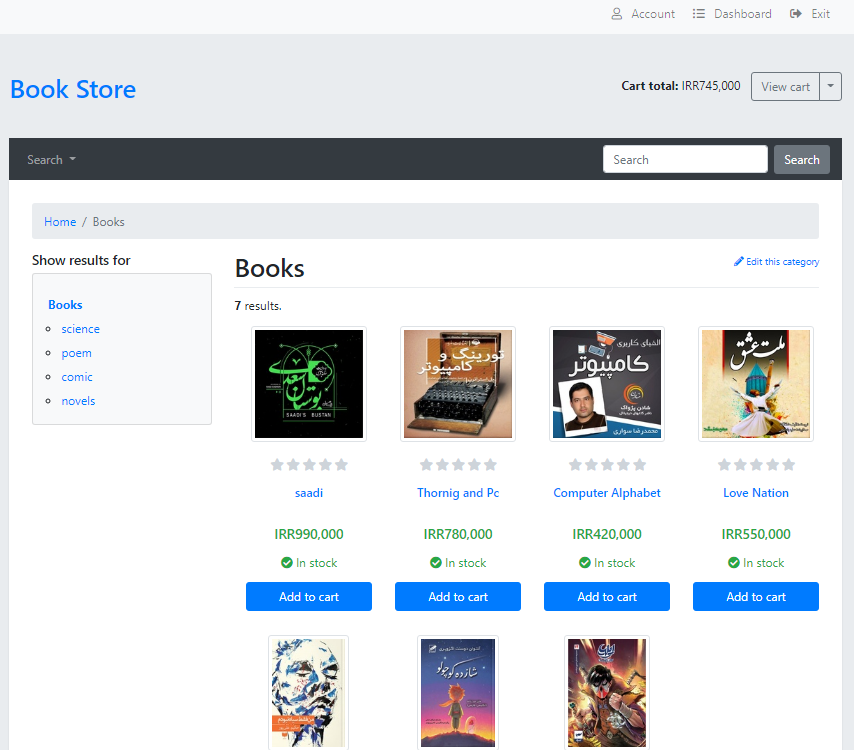 Account Dashboard Exit
Book Store
Cart total: IRR745,000 View cart
Search
Search Search
Home / Books
Show results for
Books
science
poem
comic
novels
Books
Edit this category
7 results.
بوستان سعدی
SAADI'S BUSTAN
تورینگ و
کامپیوتر
الفبای کاربری
کامپیوتر
شادن پژواک
محمدرضا سواری
ملت عشق
saadi Thornig and Pc Computer Alphabet Love Nation
IRR990,000 IRR780,000 IRR420,000 IRR550,000
In stock In stock In stock In stock
Add to cart Add to cart Add to cart Add to cart
شازده کوچولو